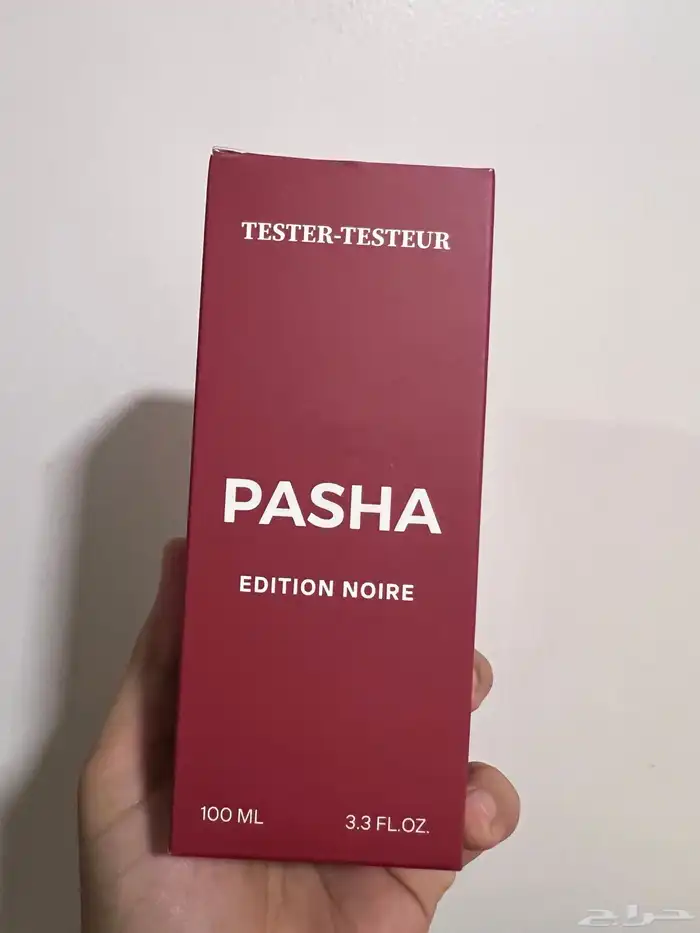 TESTER-TESTEUR
PASHA
EDITION NOIRE
100 ML 3.3 FL.OZ.
حراج